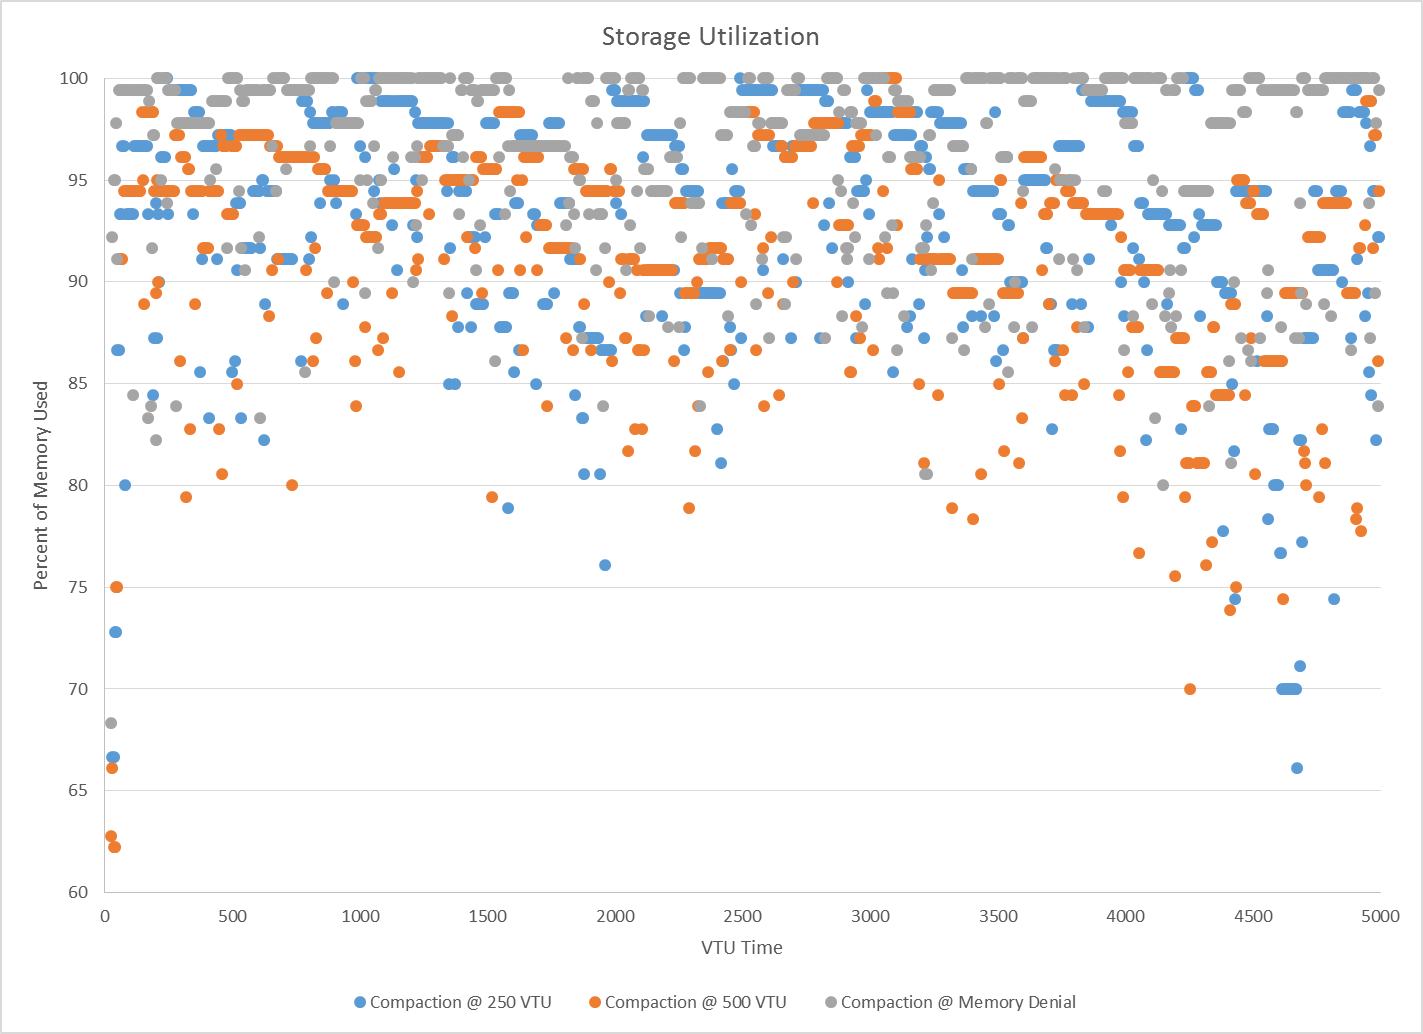 Storage Utilization
100
95
90
85
80
75
70
65
60
Percent of Memory Used
0 500 1000 1500 2000 2500 3000 3500 4000 4500 5000
VTU Time
Compaction @ 250 VTU Compaction @ 500 VTU Compaction @ Memory Denial